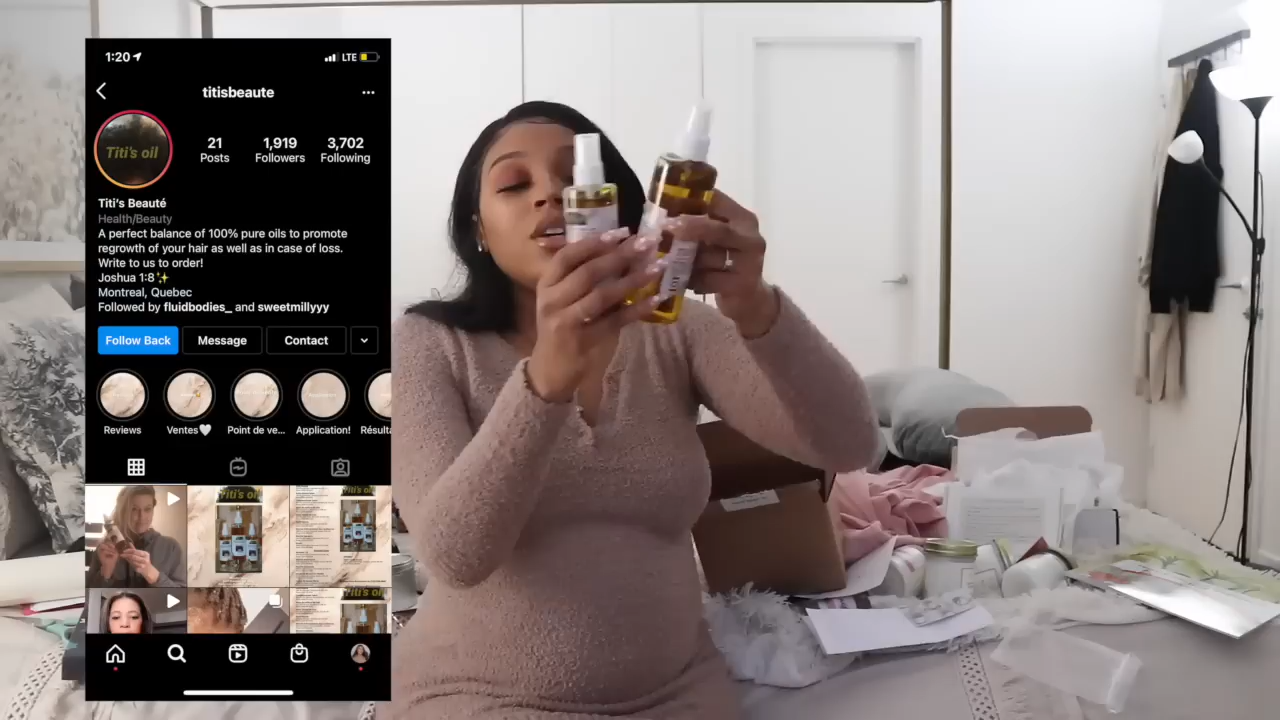 1:20
LTE
titisbeaute
Titi's oil
21
Posts
1,919
Followers
3,702
Following
Titi's Beauté
Health/Beauty
A perfect balance of 100% pure oils to promote
regrowth of your hair as well as in case of loss.
Write to us to order!
Joshua 1:8✨
Montreal, Quebec
Followed by fluidbodies_ and sweetmillyyy
Follow Back
Message
Contact
Reviews
Ventes🤍
Point de ve...
Application!
Résulta
Titi's oil
Titi's oil
Titi's oil